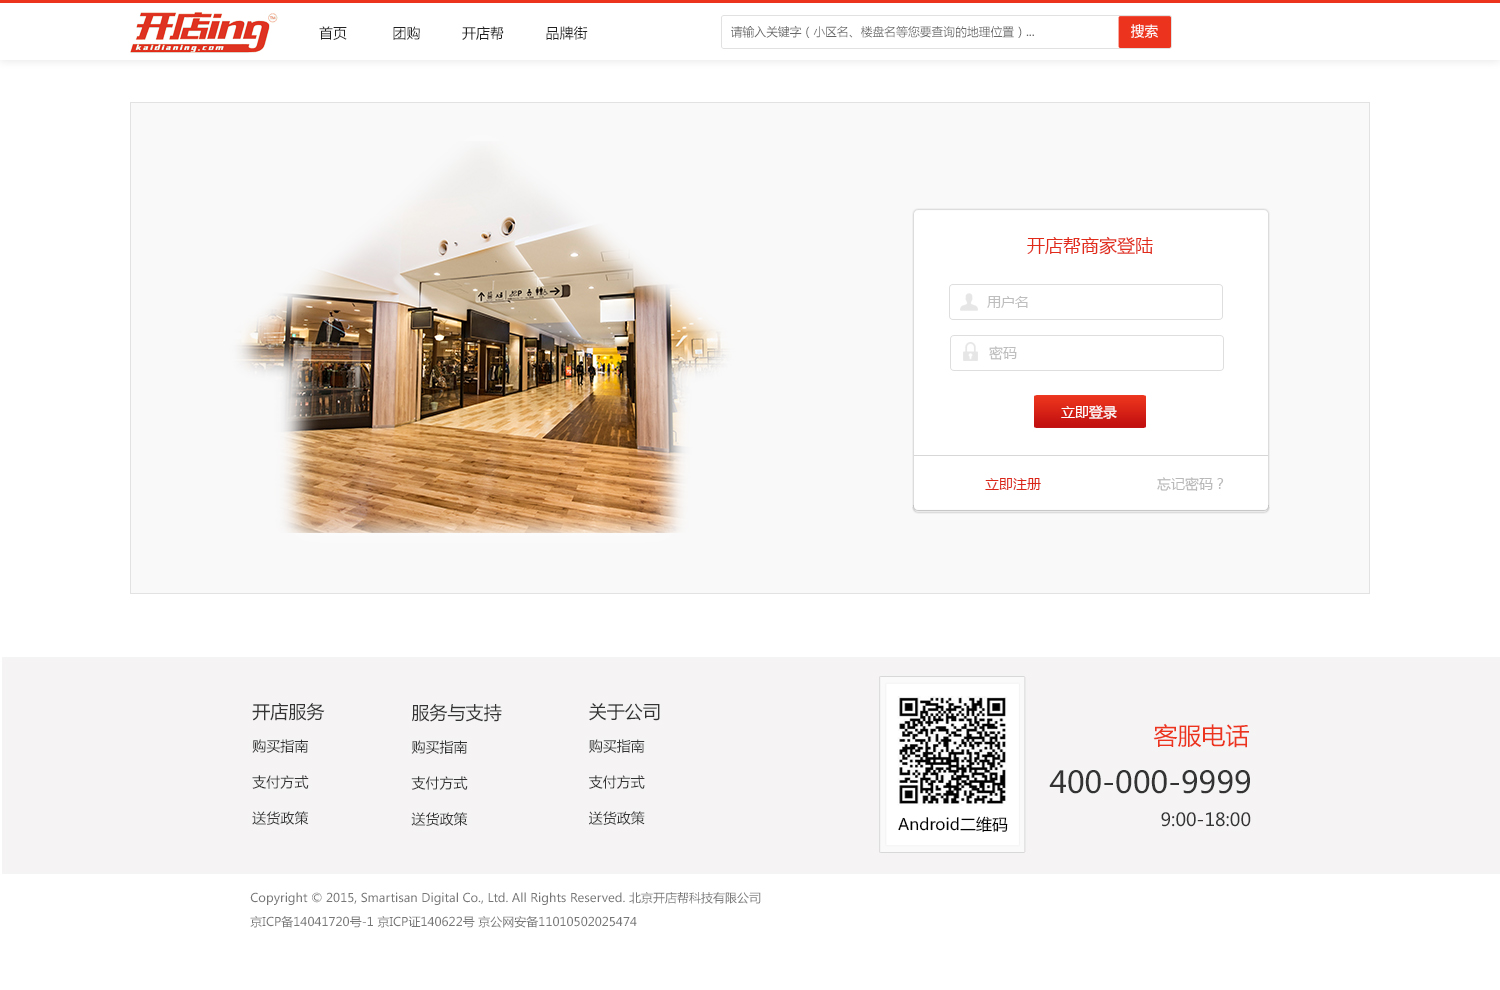 开店ing
kaidianing.com
首页 团购 开店帮 品牌街
请输入关键字（小区名、楼盘名等您要查询的地理位置）...
搜索
开店帮商家登陆
用户名
密码
立即登录
立即注册 忘记密码？
开店服务
购买指南
支付方式
送货政策
服务与支持
购买指南
支付方式
送货政策
关于公司
购买指南
支付方式
送货政策
Android二维码
客服电话
400-000-9999
9:00-18:00
Copyright © 2015, Smartisan Digital Co., Ltd. All Rights Reserved. 北京开店帮科技有限公司
京ICP备14041720号-1 京ICP证140622号 京公网安备11010502025474